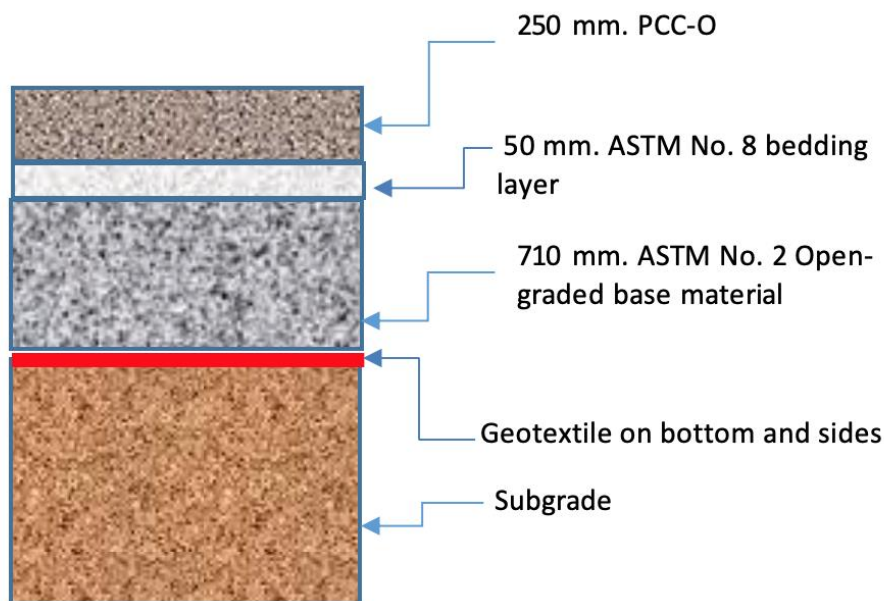 250 mm. PCC-O
50 mm. ASTM No. 8 bedding
layer
710 mm. ASTM No. 2 Open-
graded base material
Geotextile on bottom and sides
Subgrade